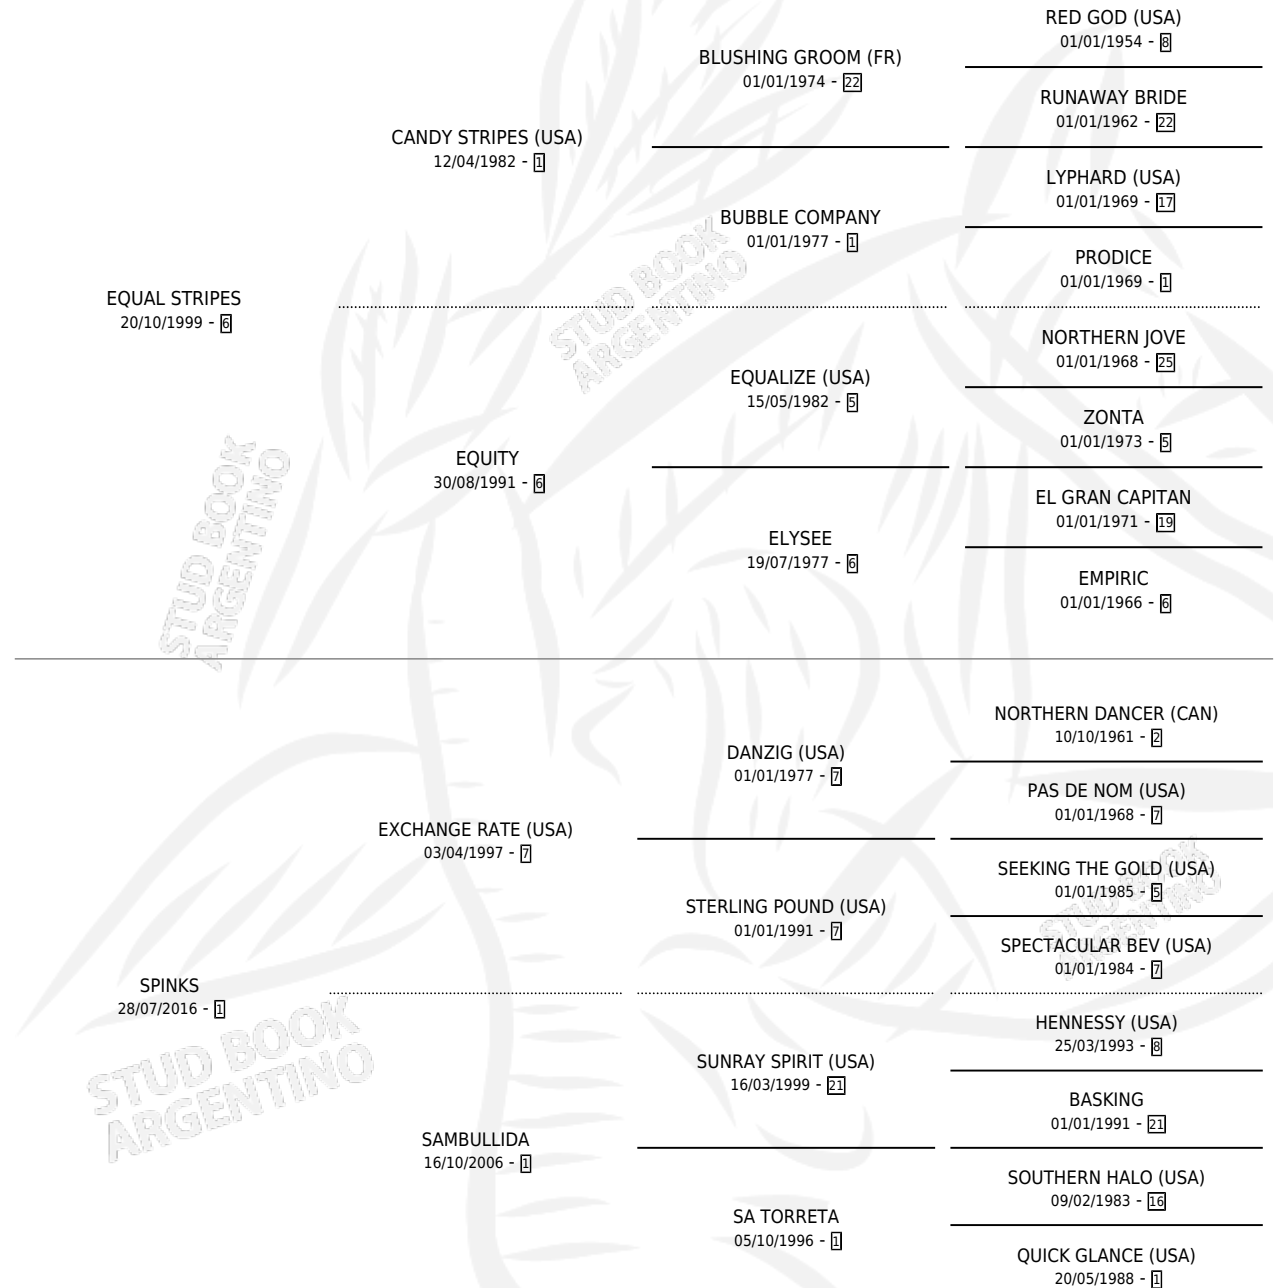 RED GOD (USA)
01/01/1954 - 8
BLUSHING GROOM (FR)
01/01/1974 - 22
RUNAWAY BRIDE
01/01/1962 - 22
CANDY STRIPES (USA)
12/04/1982 - 1
LYPHARD (USA)
01/01/1969 - 17
BUBBLE COMPANY
01/01/1977 - 1
PRODICE
01/01/1969 - 1
EQUAL STRIPES
20/10/1999 - 6
STUD BOOK
ARGENTINO
NORTHERN JOVE
01/01/1968 - 25
EQUALIZE (USA)
15/05/1982 - 5
ZONTA
01/01/1973 - 5
EQUITY
30/08/1991 - 6
EL GRAN CAPITAN
01/01/1971 - 19
ELYSEE
19/07/1977 - 6
EMPIRIC
01/01/1966 - 6
STUD BOOK
ARGENTINO
NORTHERN DANCER (CAN)
10/10/1961 - 2
DANZIG (USA)
01/01/1977 - 7
PAS DE NOM (USA)
01/01/1968 - 7
EXCHANGE RATE (USA)
03/04/1997 - 7
SEEKING THE GOLD (USA)
01/01/1985 - 5
STERLING POUND (USA)
01/01/1991 - 7
SPECTACULAR BEV (USA)
01/01/1984 - 7
STUD BOOK
ARGENTINO
SPINKS
28/07/2016 - 1
HENNESSY (USA)
25/03/1993 - 8
SUNRAY SPIRIT (USA)
16/03/1999 - 21
BASKING
01/01/1991 - 21
STUD BOOK
ARGENTINO
SAMBULLIDA
16/10/2006 - 1
SOUTHERN HALO (USA)
09/02/1983 - 16
SA TORRETA
05/10/1996 - 1
QUICK GLANCE (USA)
20/05/1988 - 1